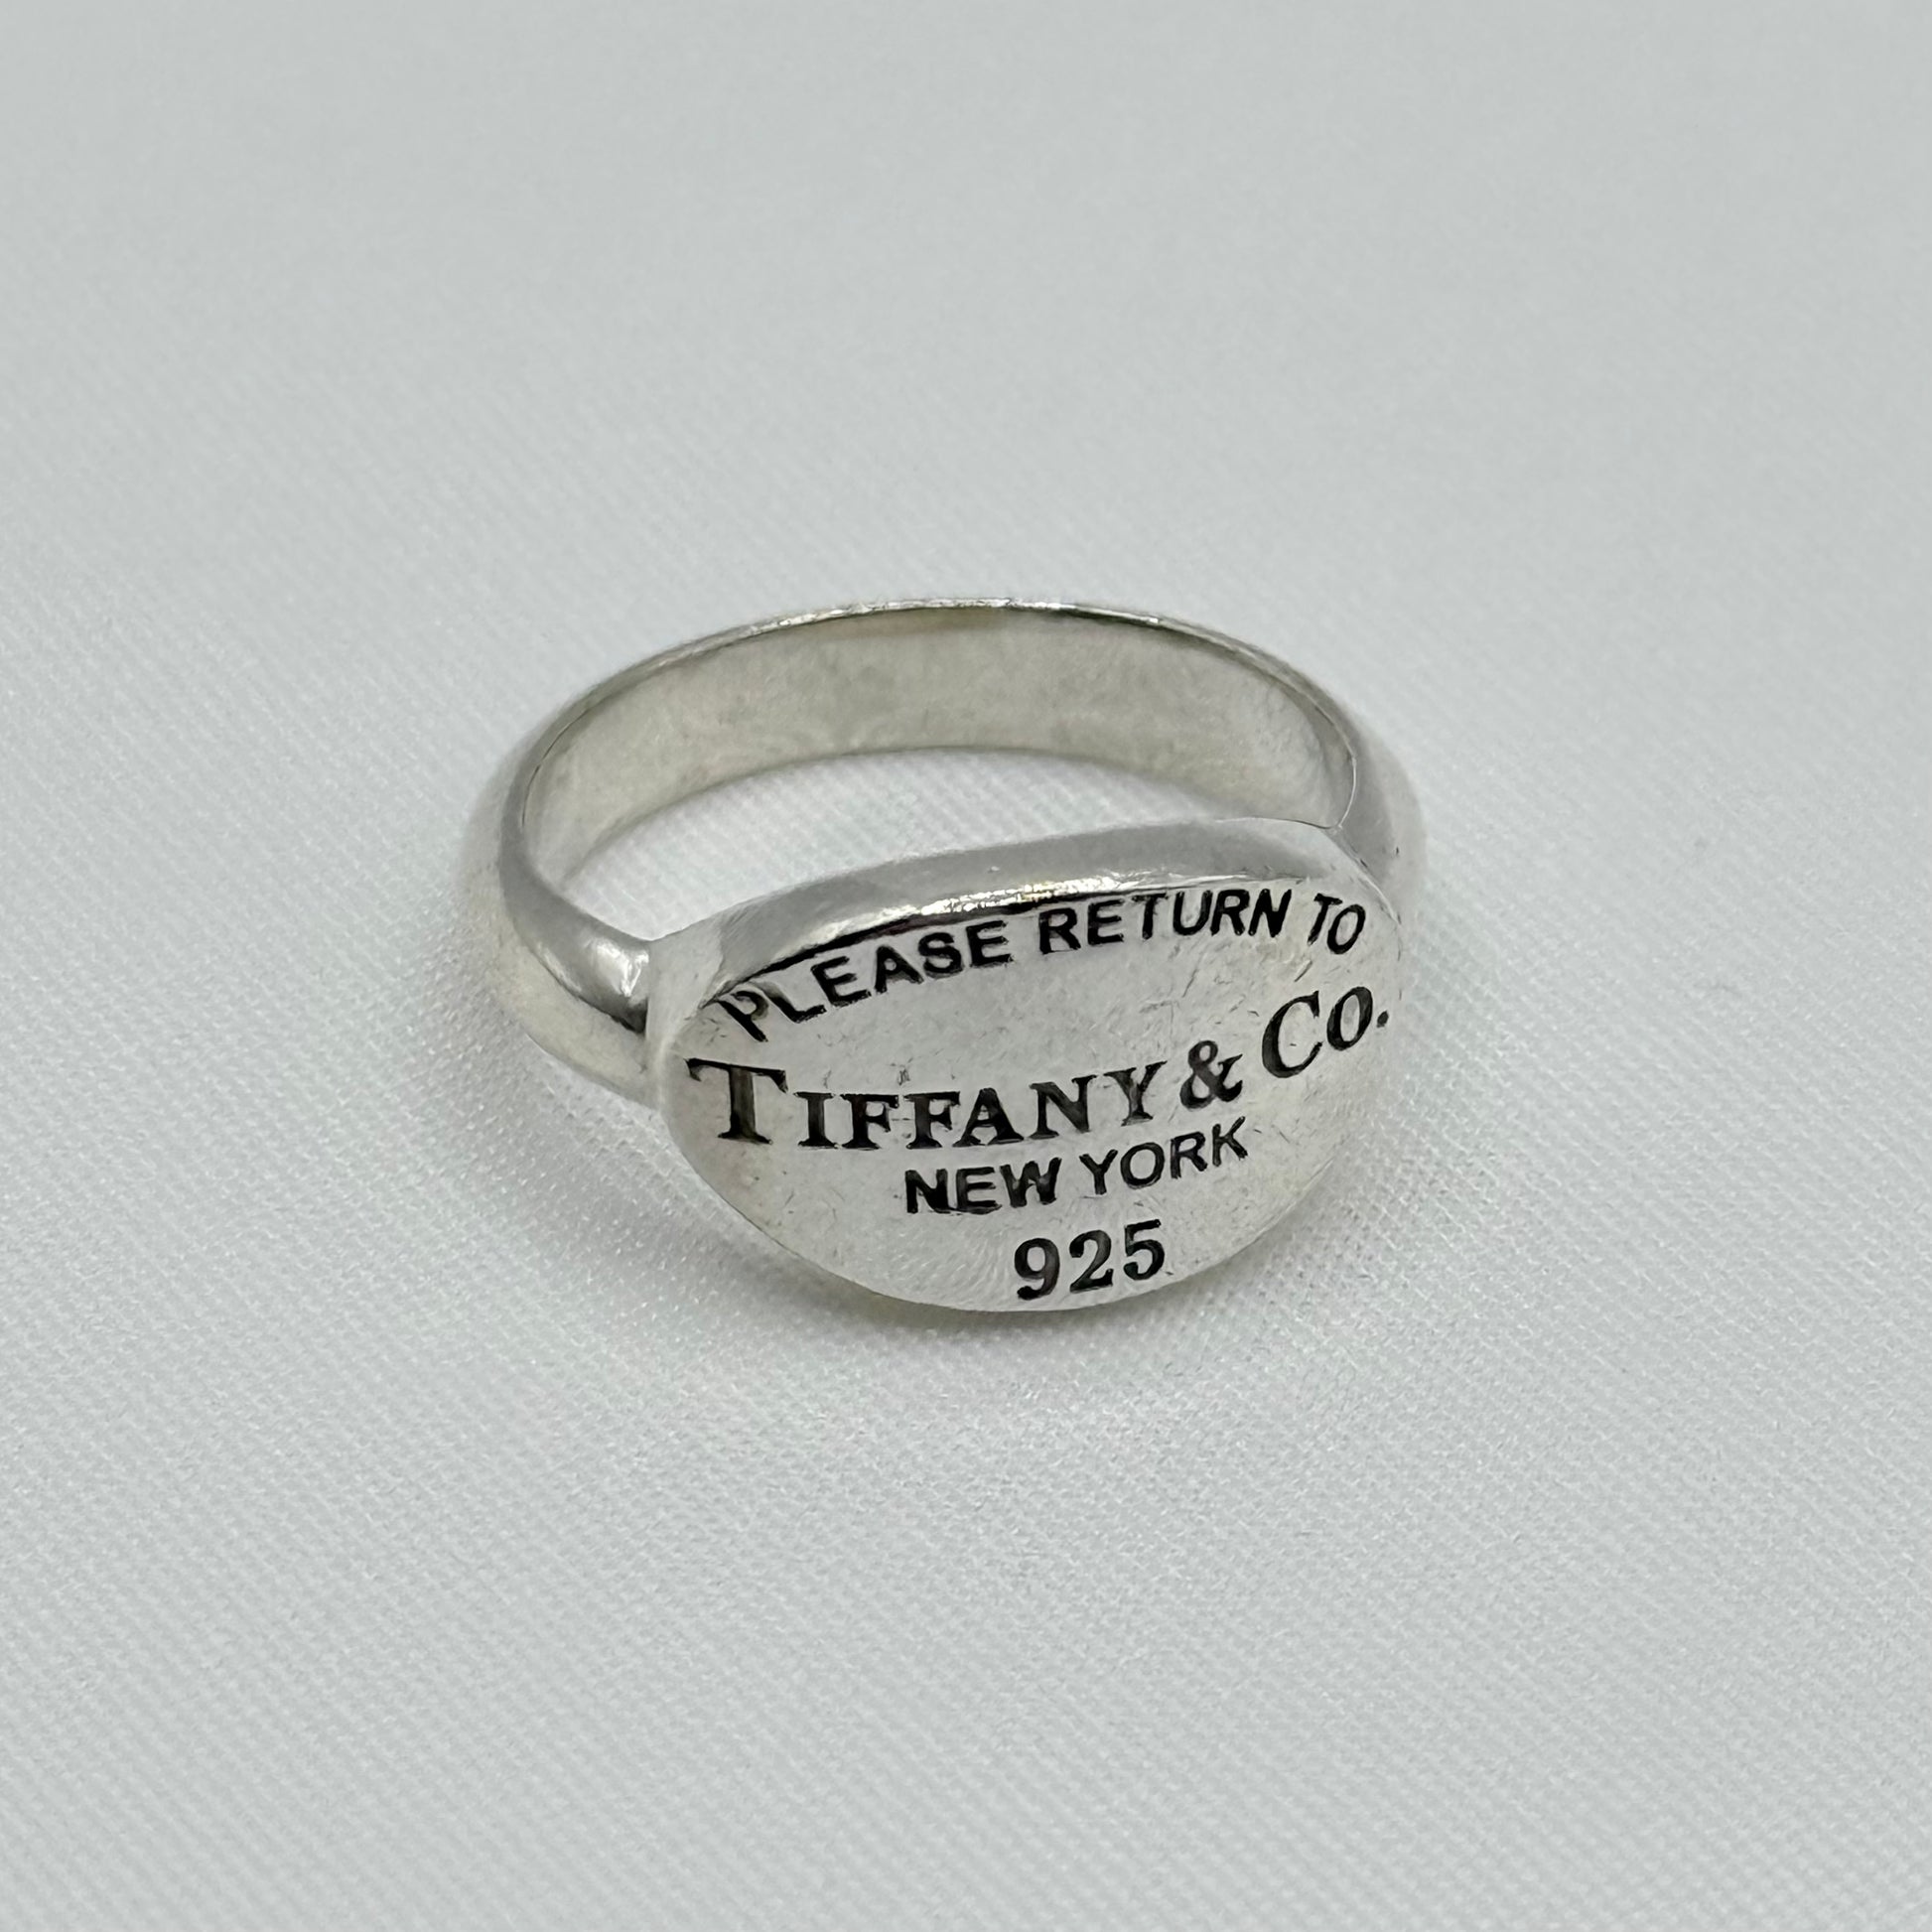 PLEASE RETURN TO
TIFFANY & CO.
NEW YORK
925